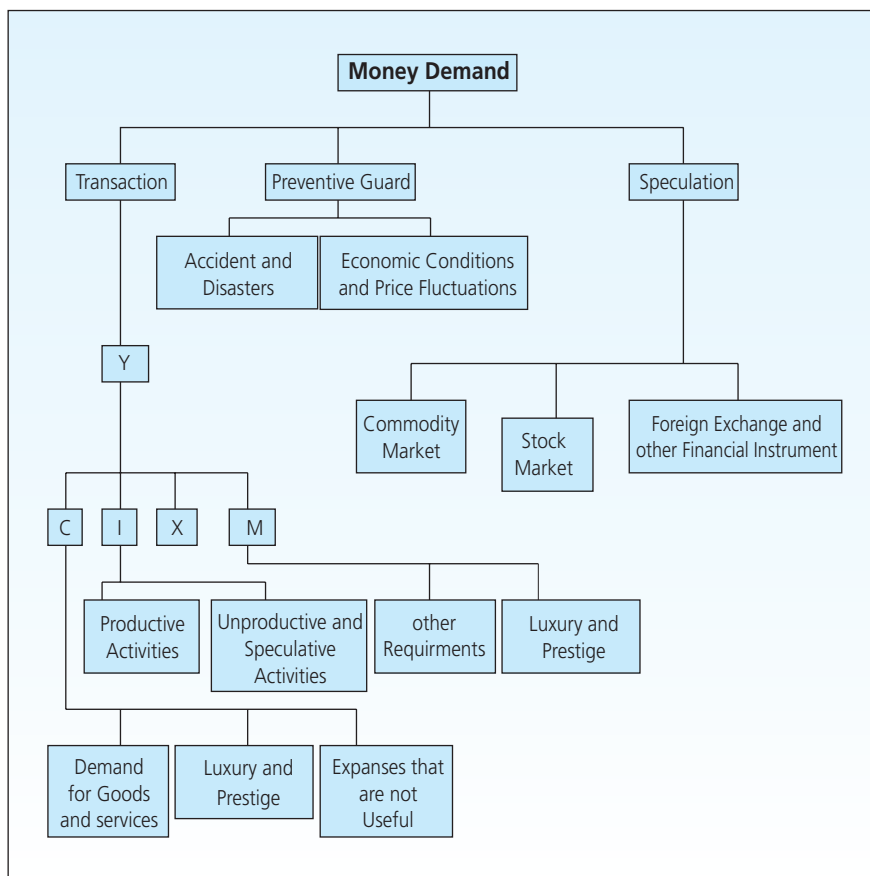 Money Demand
Transaction
Preventive Guard
Speculation
Accident and
Disasters
Economic Conditions
and Price Fluctuations
Y
Commodity
Market
Stock
Market
Foreign Exchange and
other Financial Instrument
C
I
X
M
Productive
Activities
Unproductive and
Speculative
Activities
other
Requirments
Luxury and
Prestige
Demand
for Goods
and services
Luxury and
Prestige
Expanses that
are not
Useful